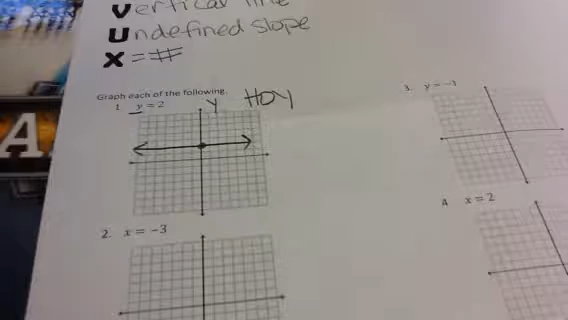 Vertical line
Undefined slope
X = #
Graph each of the following.
1. y = 2
y HOY
2. x = -3
3. y = -1
4. x = 2
A